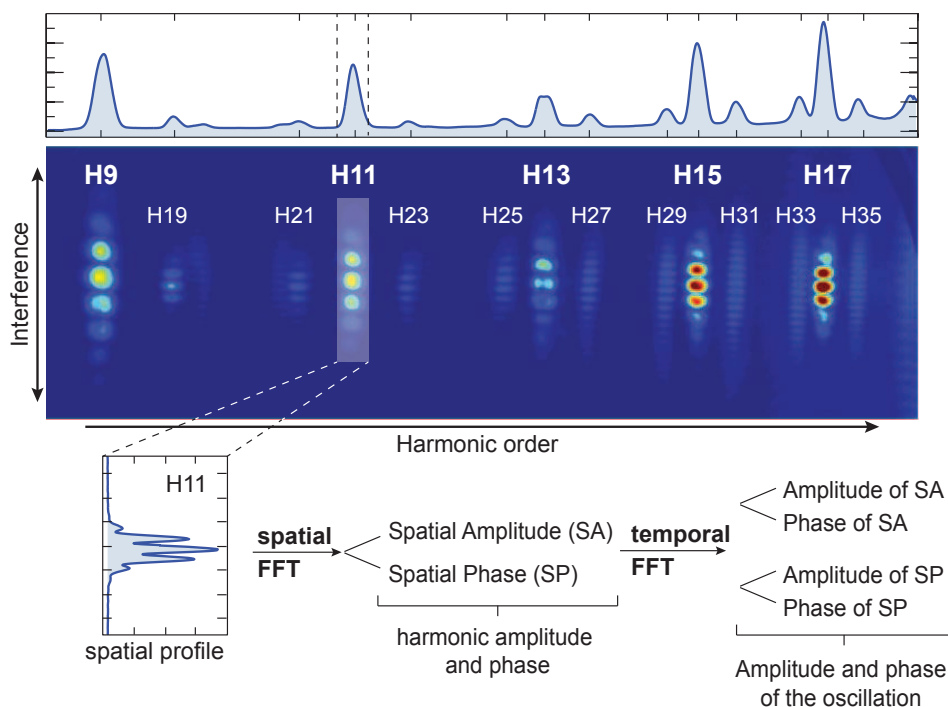 H9 H11 H13 H15 H17
H19 H21 H23 H25 H27 H29 H31 H33 H35
Interference
Harmonic order
H11
spatial profile
spatial
FFT
Spatial Amplitude (SA)
Spatial Phase (SP)
harmonic amplitude
and phase
temporal
FFT
Amplitude of SA
Phase of SA
Amplitude of SP
Phase of SP
Amplitude and phase
of the oscillation